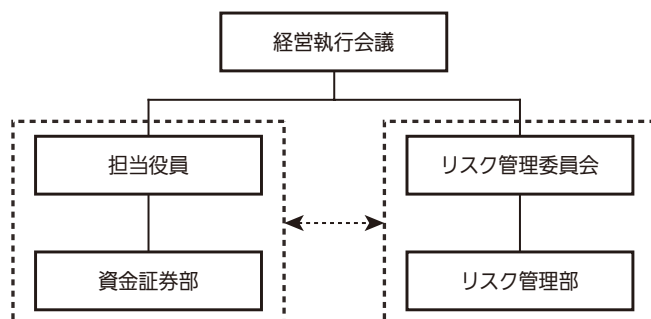 経営執行会議
担当役員
リスク管理委員会
資金証券部
リスク管理部